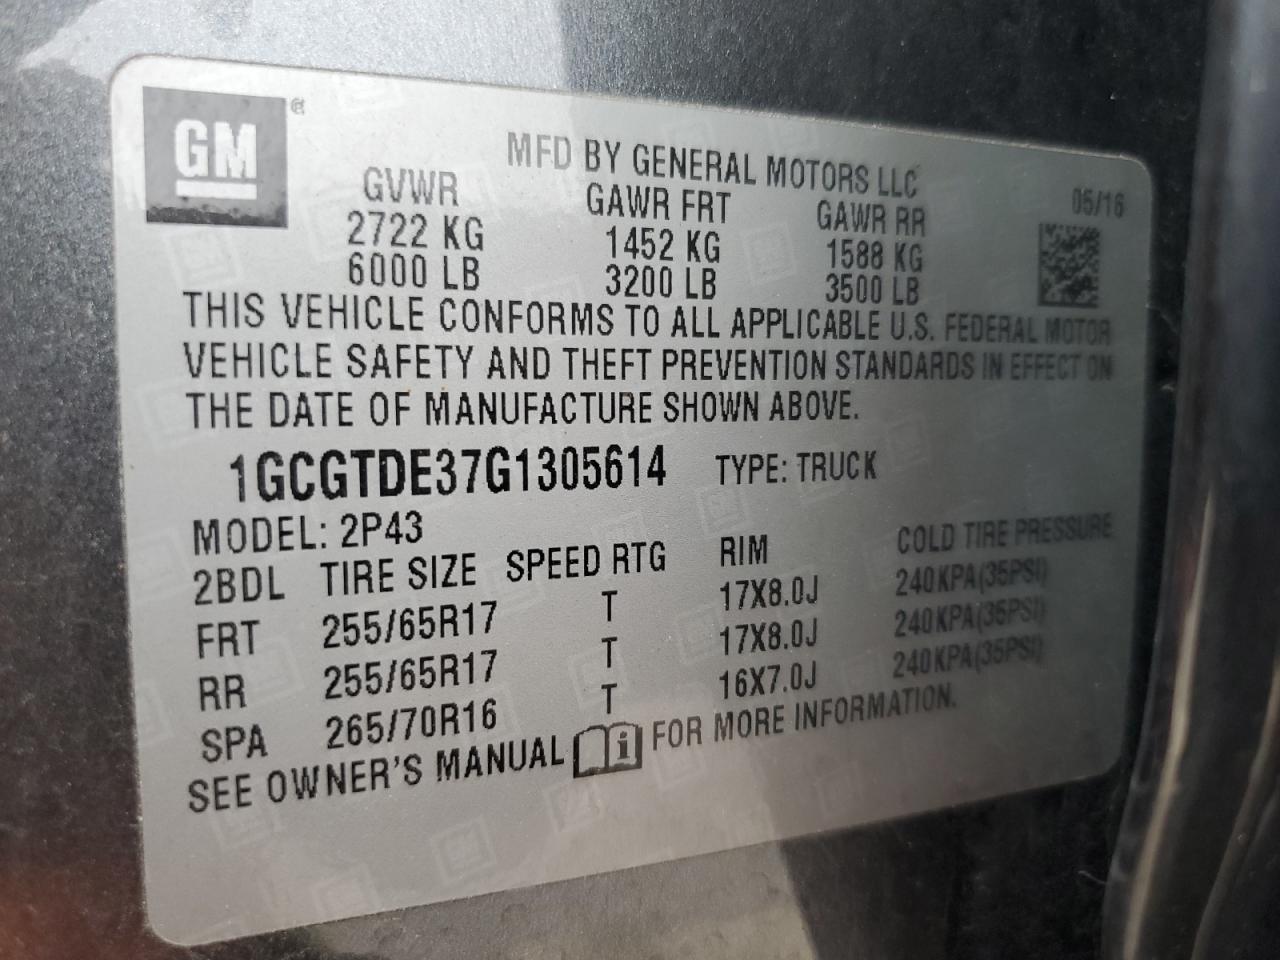 GM ®
MFD BY GENERAL MOTORS LLC
05/16
GVWR GAWR FRT GAWR RR
2722 KG 1452 KG 1588 KG
6000 LB 3200 LB 3500 LB
THIS VEHICLE CONFORMS TO ALL APPLICABLE U.S. FEDERAL MOTOR
VEHICLE SAFETY AND THEFT PREVENTION STANDARDS IN EFFECT ON
THE DATE OF MANUFACTURE SHOWN ABOVE.
1GCGTDE37G1305614 TYPE: TRUCK
MODEL: 2P43
2BDL TIRE SIZE SPEED RTG RIM COLD TIRE PRESSURE
FRT 255/65R17 T 17X8.0J 240KPA(35PSI)
RR 255/65R17 T 17X8.0J 240KPA(35PSI)
SPA 265/70R16 T 16X7.0J 240KPA(35PSI)
SEE OWNER'S MANUAL i FOR MORE INFORMATION.